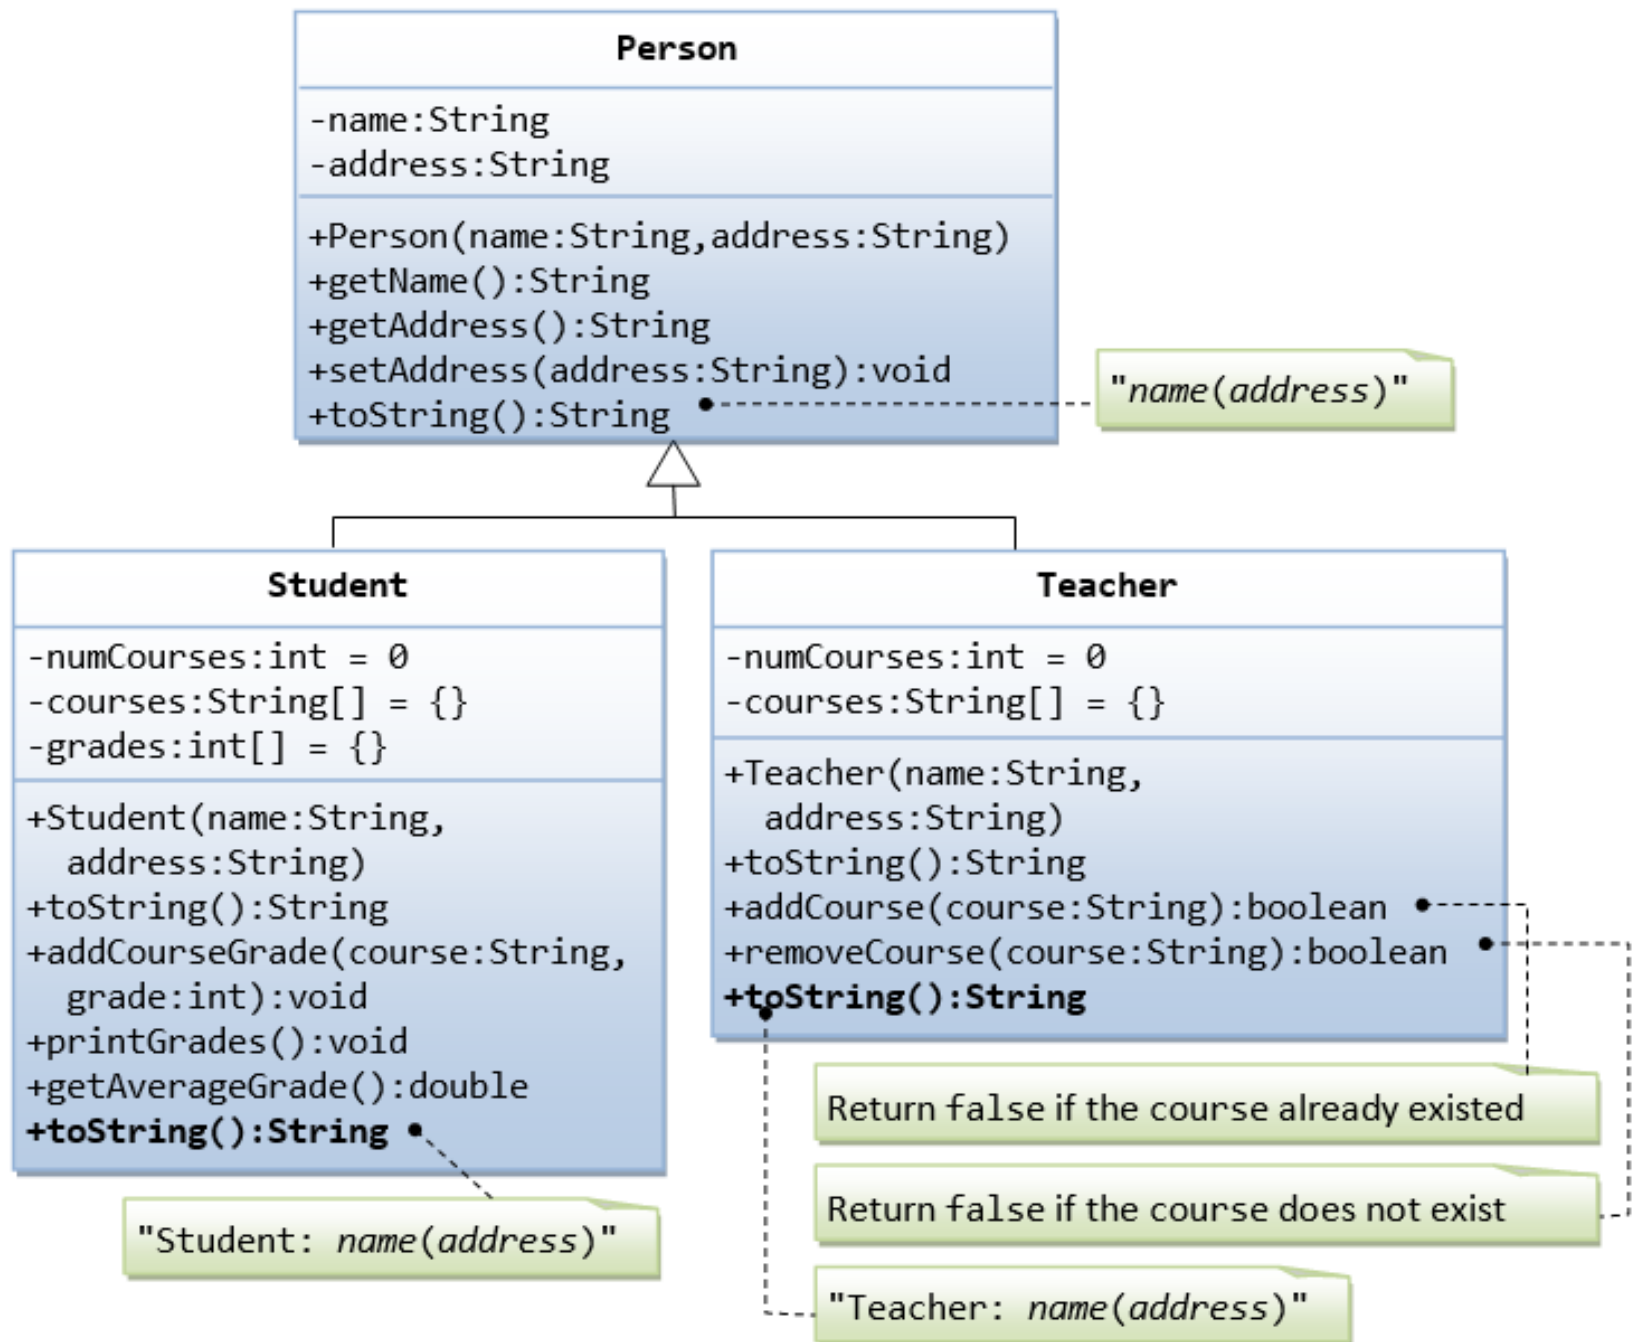 Person
-name:String
-address:String
+Person(name:String,address:String)
+getName():String
+getAddress():String
+setAddress(address:String):void
+toString():String
"name(address)"
Student
-numCourses:int = 0
-courses:String[] = {}
-grades:int[] = {}
+Student(name:String,
address:String)
+toString():String
+addCourseGrade(course:String,
grade:int):void
+printGrades():void
+getAverageGrade():double
+toString():String
"Student: name(address)"
Teacher
-numCourses:int = 0
-courses:String[] = {}
+Teacher(name:String,
address:String)
+toString():String
+addCourse(course:String):boolean
+removeCourse(course:String):boolean
+toString():String
Return false if the course already existed
Return false if the course does not exist
"Teacher: name(address)"